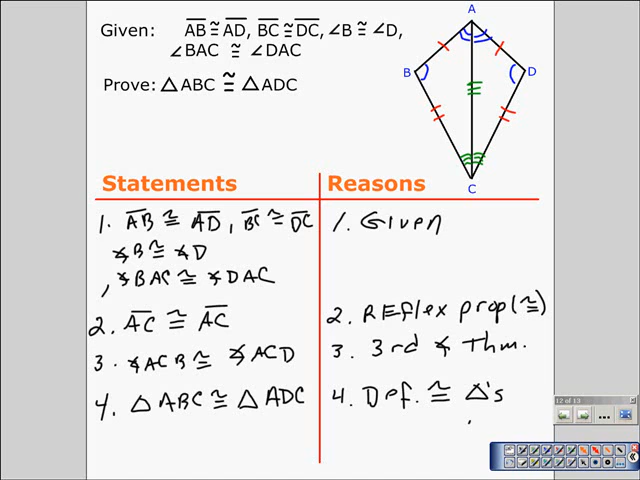 Given: AB ≅ AD, BC ≅ DC, ∠B ≅ ∠D,
∠BAC ≅ ∠DAC
Prove: △ABC ≅ △ADC
A
B
D
C
Statements
Reasons
1. AB ≅ AD, BC ≅ DC
∠B ≅ ∠D
, ∠BAC ≅ ∠DAC
1. Given
2. AC ≅ AC
2. REflex prop(≅)
3. ∠ACB ≅ ∠ACD
3. 3rd ∠ Thm.
4. △ABC ≅ △ADC
4. Def. ≅ △'s
12 of 13